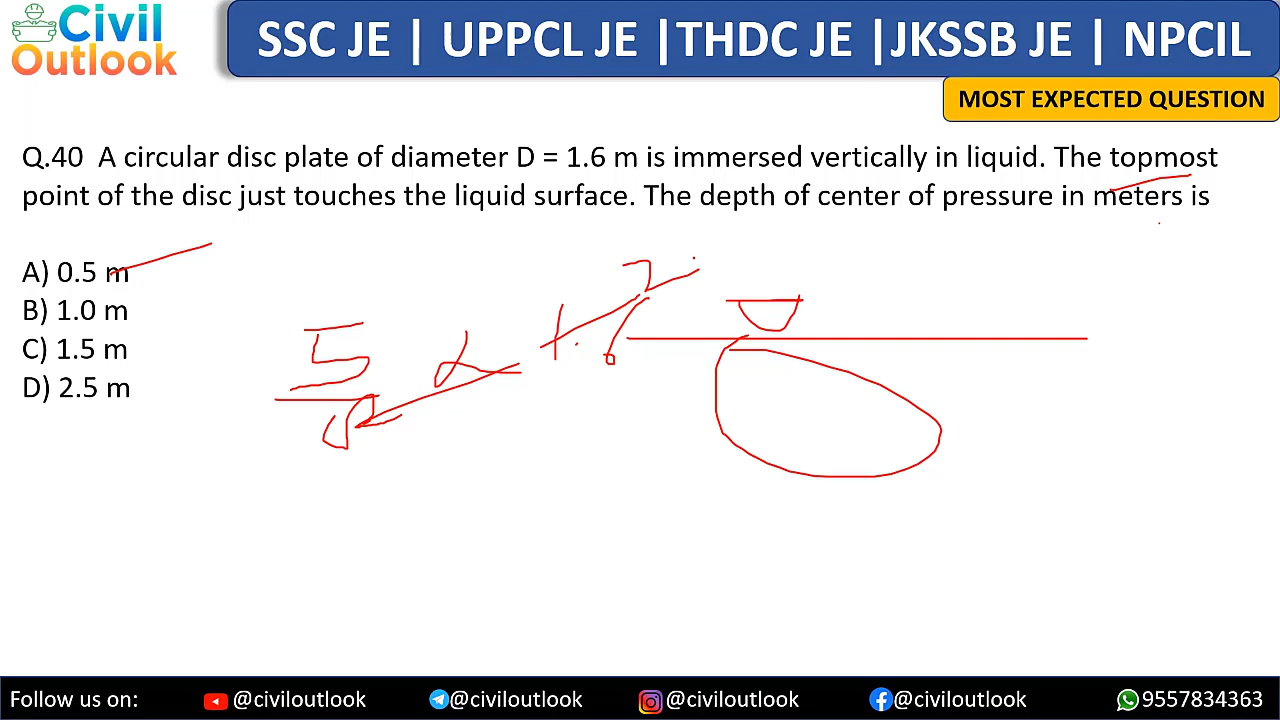 Civil
Outlook
SSC JE | UPPCL JE |THDC JE |JKSSB JE | NPCIL
MOST EXPECTED QUESTION
Q.40 A circular disc plate of diameter D = 1.6 m is immersed vertically in liquid. The topmost
point of the disc just touches the liquid surface. The depth of center of pressure in meters is
A) 0.5 m
B) 1.0 m
C) 1.5 m
D) 2.5 m
5
Follow us on: @civiloutlook @civiloutlook @civiloutlook @civiloutlook 9557834363